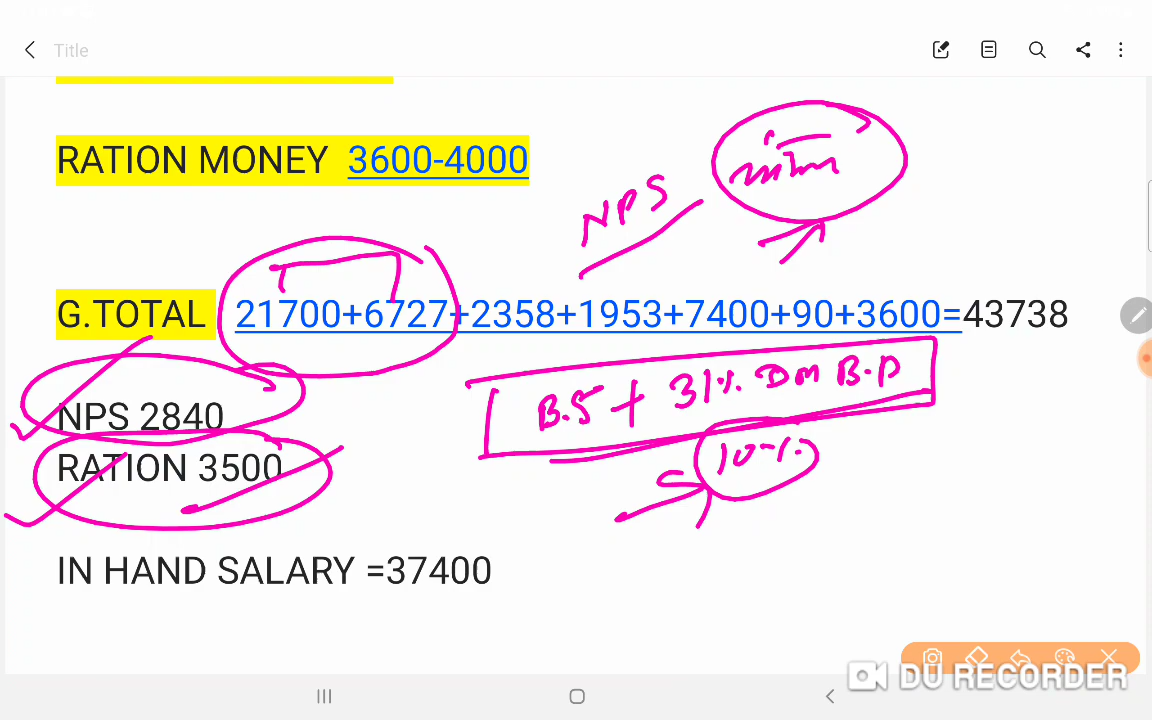 Title
RATION MONEY 3600-4000
NPS
G.TOTAL 21700+6727+2358+1953+7400+90+3600=43738
B.S + 31% DA B.P
NPS 2840
10%
RATION 3500
IN HAND SALARY =37400
DU RECORDER